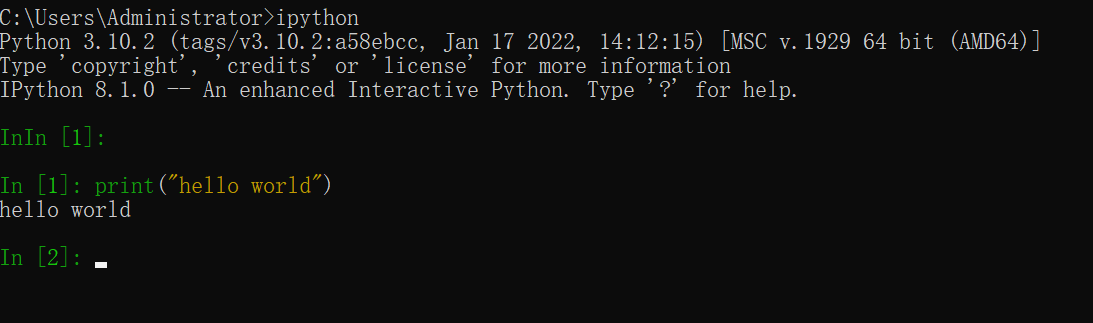 C:\Users\Administrator>ipython
Python 3.10.2 (tags/v3.10.2:a58ebcc, Jan 17 2022, 14:12:15) [MSC v.1929 64 bit (AMD64)]
Type 'copyright', 'credits' or 'license' for more information
IPython 8.1.0 -- An enhanced Interactive Python. Type '?' for help.
InIn [1]:
In [1]: print("hello world")
hello world
In [2]: